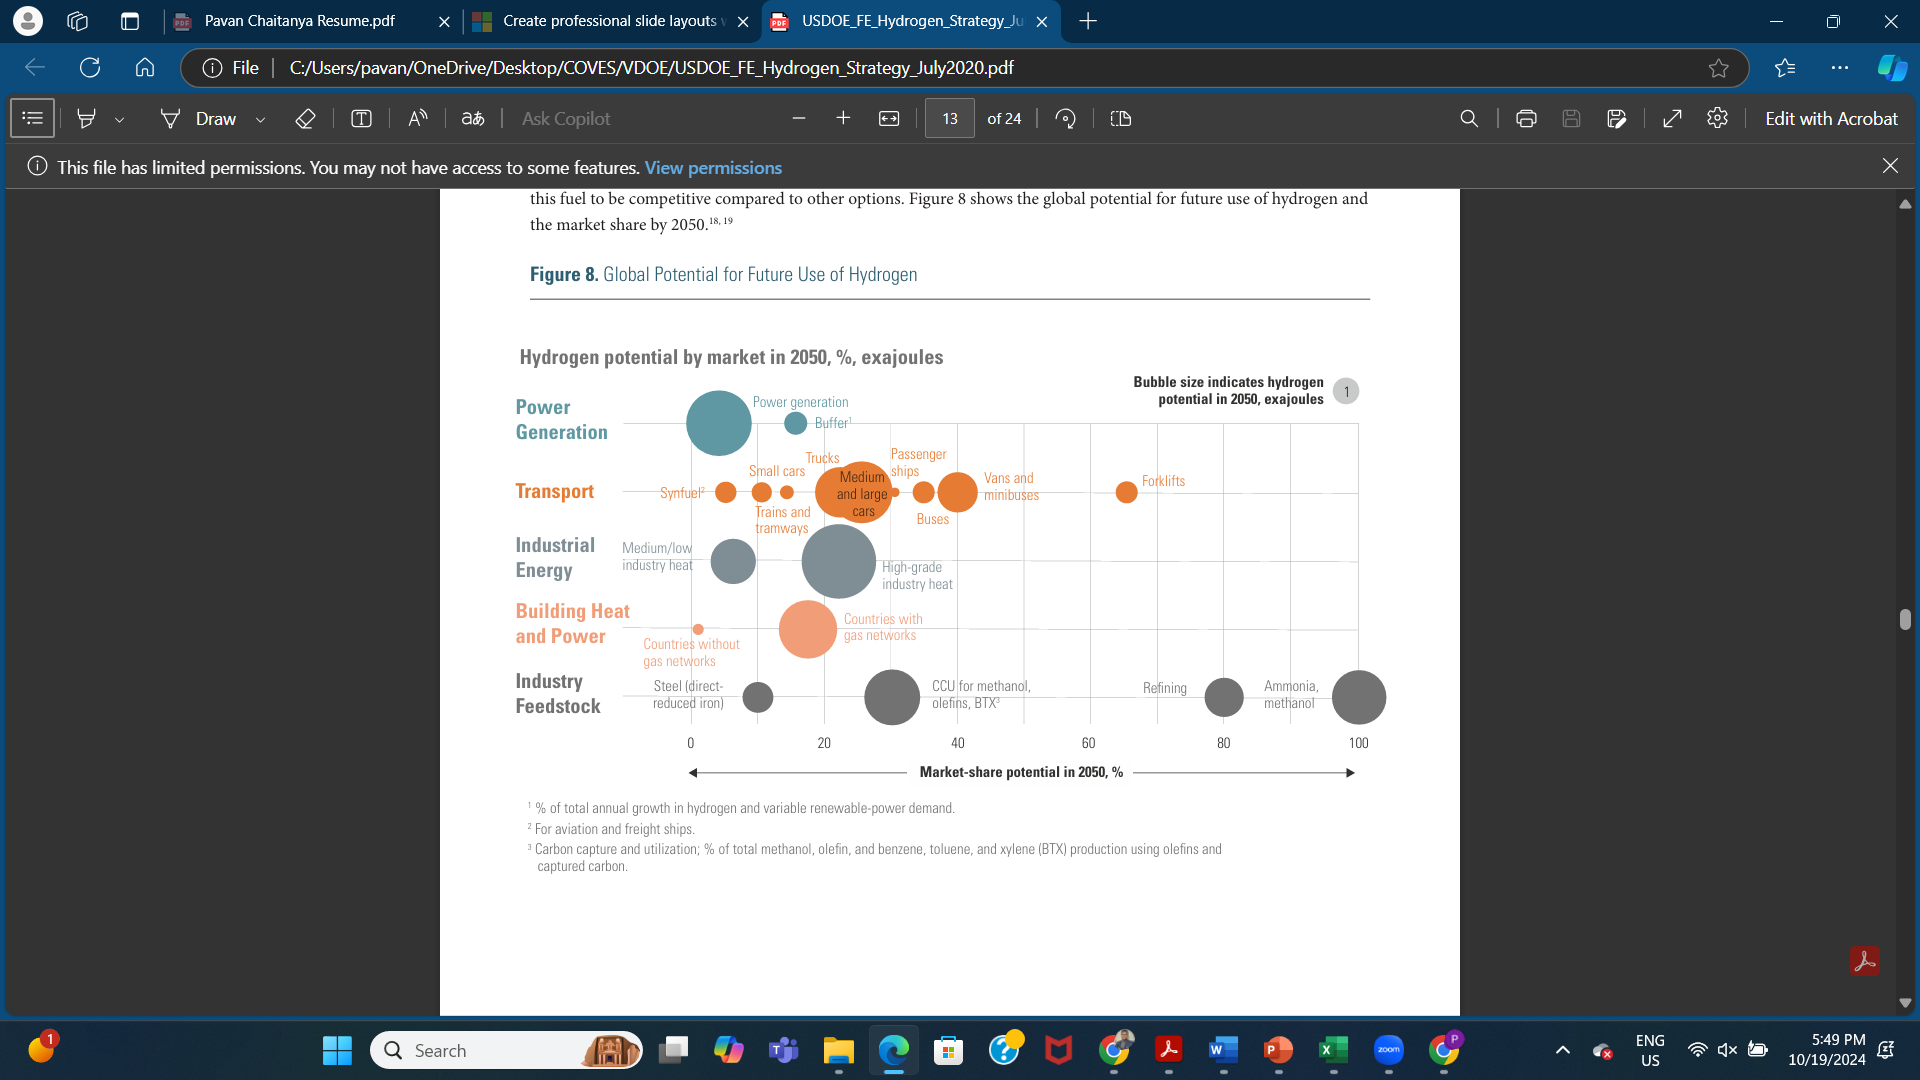 Pavan Chaitanya Resume.pdf
Create professional slide layouts
USDOE_FE_Hydrogen_Strategy_Ju
File
C:/Users/pavan/OneDrive/Desktop/COVES/VDOE/USDOE_FE_Hydrogen_Strategy_July2020.pdf
Draw
Ask Copilot
13 of 24
Edit with Acrobat
This file has limited permissions. You may not have access to some features. View permissions
this fuel to be competitive compared to other options. Figure 8 shows the global potential for future use of hydrogen and
the market share by 2050.18, 19
Figure 8. Global Potential for Future Use of Hydrogen
Hydrogen potential by market in 2050, %, exajoules
Bubble size indicates hydrogen
potential in 2050, exajoules
1
Power
Generation
Power generation
Buffer1
Transport
Synfuel2
Small cars
Trains and
tramways
Trucks
Medium
and large
cars
Passenger
ships
Buses
Vans and
minibuses
Forklifts
Industrial
Energy
Medium/low
industry heat
High-grade
industry heat
Building Heat
and Power
Countries without
gas networks
Countries with
gas networks
Industry
Feedstock
Steel (direct-
reduced iron)
CCU for methanol,
olefins, BTX3
Refining
Ammonia,
methanol
0 20 40 60 80 100
Market-share potential in 2050, %
1 % of total annual growth in hydrogen and variable renewable-power demand.
2 For aviation and freight ships.
3 Carbon capture and utilization; % of total methanol, olefin, and benzene, toluene, and xylene (BTX) production using olefins and
captured carbon.
1
Search
zoom
ENG
US
5:49 PM
10/19/2024